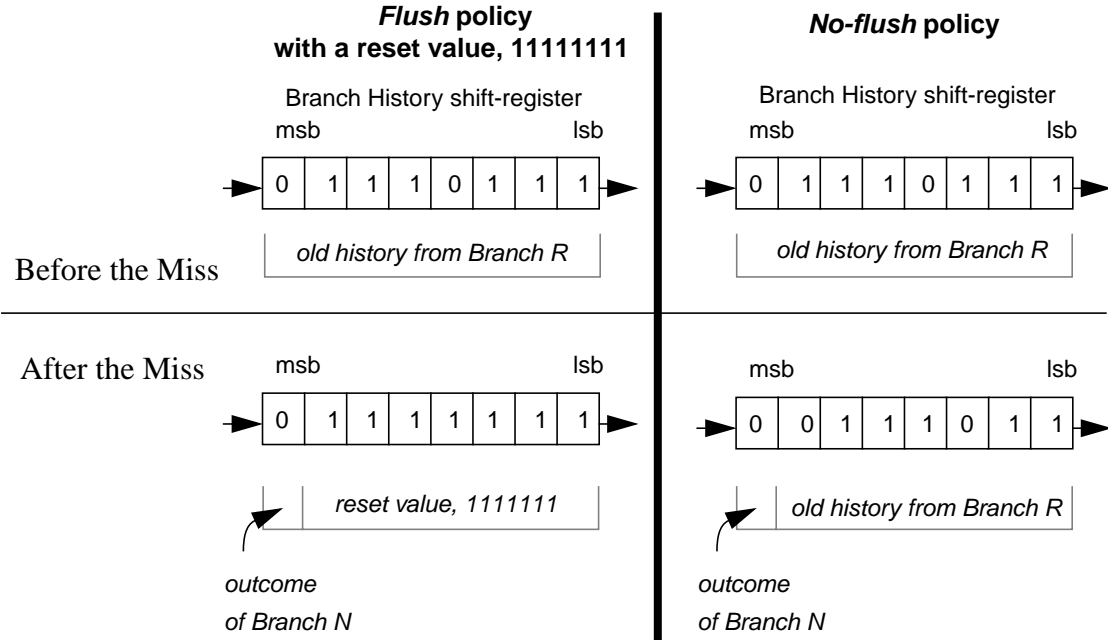 Flush policy
with a reset value, 11111111
Branch History shift-register
msb lsb
0 1 1 1 0 1 1 1
old history from Branch R
No-flush policy
Branch History shift-register
msb lsb
0 1 1 1 0 1 1 1
old history from Branch R
Before the Miss
After the Miss
msb lsb
0 1 1 1 1 1 1 1
reset value, 1111111
outcome
of Branch N
msb lsb
0 0 1 1 1 0 1 1
old history from Branch R
outcome
of Branch N